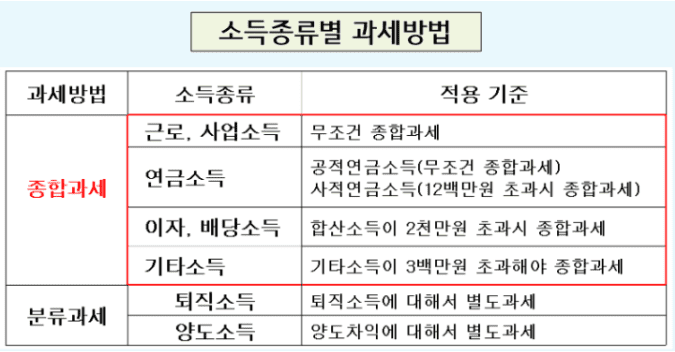 소득종류별 과세방법
과세방법 소득종류 적용 기준
종합과세
근로, 사업소득 무조건 종합과세
연금소득
공적연금소득(무조건 종합과세)
사적연금소득(12백만원 초과시 종합과세)
이자, 배당소득 합산소득이 2천만원 초과시 종합과세
기타소득 기타소득이 3백만원 초과해야 종합과세
분류과세
퇴직소득 퇴직소득에 대해서 별도과세
양도소득 양도차익에 대해서 별도과세